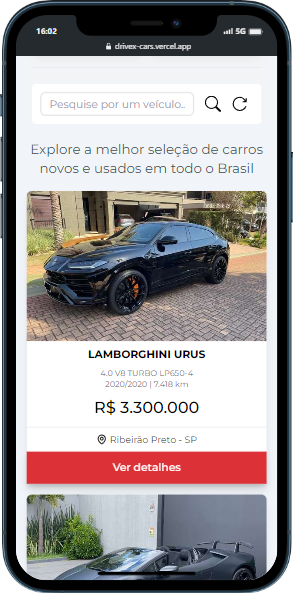 16:02
5G
drivex-cars.vercel.app
Pesquise por um veículo..
Explore a melhor seleção de carros
novos e usados em todo o Brasil
LAMBORGHINI URUS
4.0 V8 TURBO LP650-4
2020/2020 | 7.418 km
R$ 3.300.000
Ribeirão Preto - SP
Ver detalhes